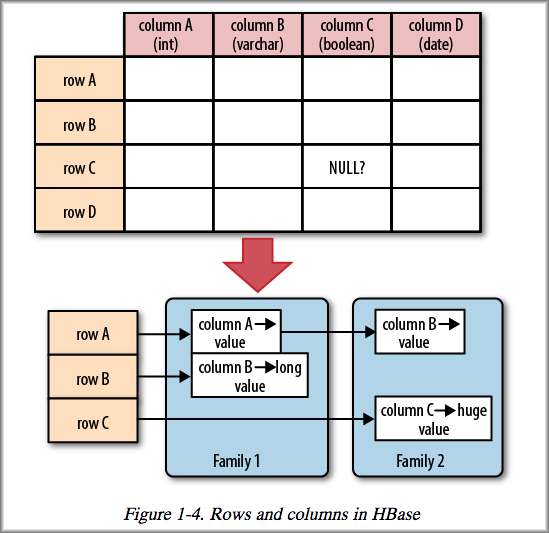 column A
(int)
column B
(varchar)
column C
(boolean)
column D
(date)
row A
row B
row C
NULL?
row D
row A
column A→
value
column B→
value
row B
column B→long
value
row C
column C→huge
value
Family 1
Family 2
Figure 1-4. Rows and columns in HBase